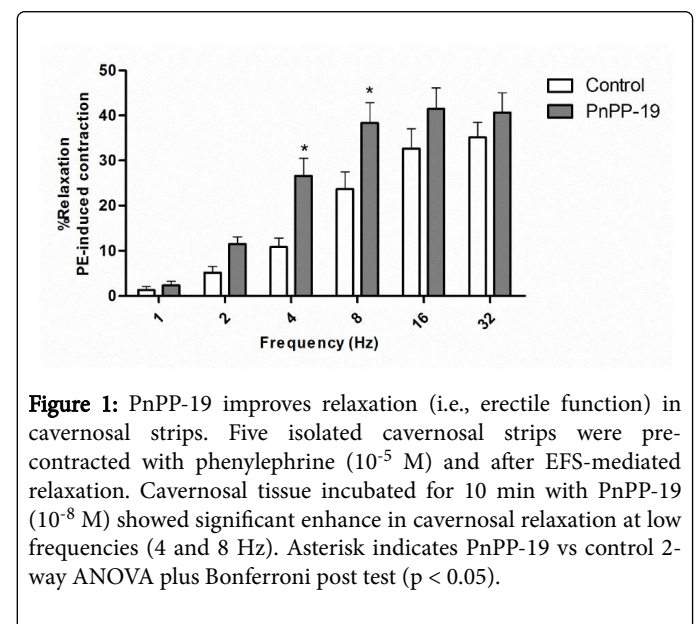 50
40
30
20
10
0
%Relaxation
PE-induced contraction
*
*
Control
PnPP-19
1 2 4 8 16 32
Frequency (Hz)
Figure 1: PnPP-19 improves relaxation (i.e., erectile function) in
cavernosal strips. Five isolated cavernosal strips were pre-
contracted with phenylephrine (10⁻⁵ M) and after EFS-mediated
relaxation. Cavernosal tissue incubated for 10 min with PnPP-19
(10⁻⁸ M) showed significant enhance in cavernosal relaxation at low
frequencies (4 and 8 Hz). Asterisk indicates PnPP-19 vs control 2-
way ANOVA plus Bonferroni post test (p < 0.05).